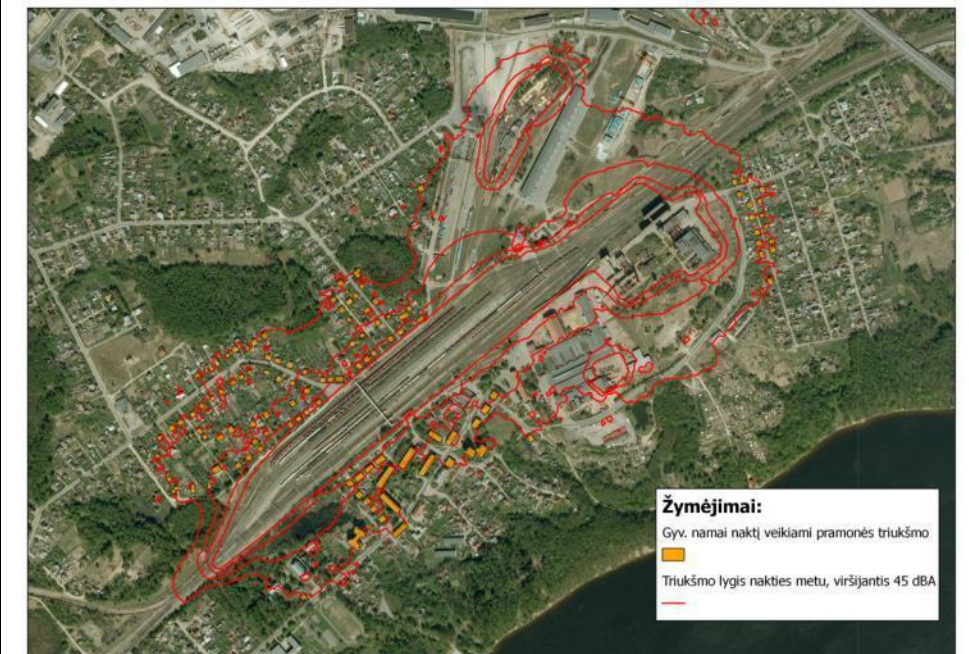 Žymėjimai:
Gyv. namai naktį veikiami pramonės triukšmo
Triukšmo lygis nakties metu, viršijantis 45 dBA